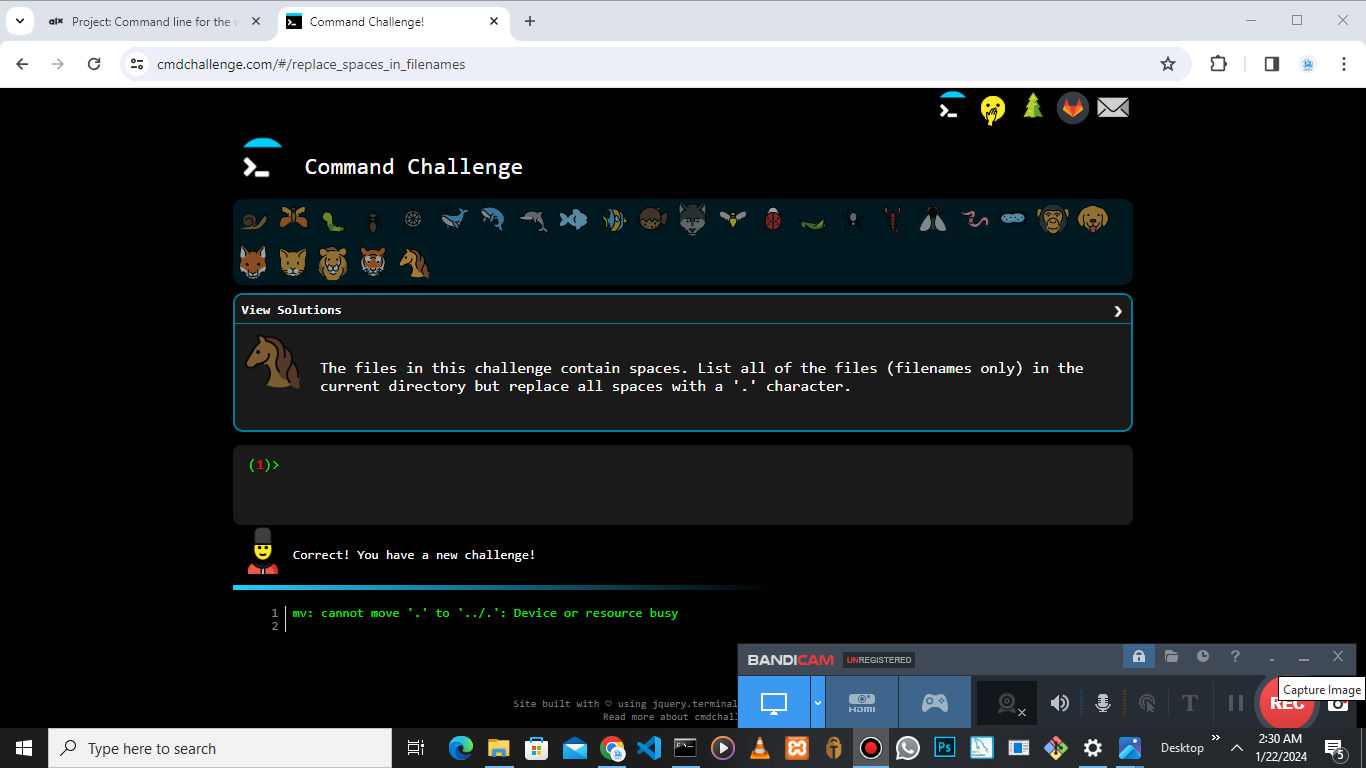 Project: Command line for the w
Command Challenge!
cmdchallenge.com/#/replace_spaces_in_filenames
Command Challenge
View Solutions
The files in this challenge contain spaces. List all of the files (filenames only) in the
current directory but replace all spaces with a '.' character.
(1)>
Correct! You have a new challenge!
1 mv: cannot move '.' to '../.': Device or resource busy
2
BANDICAM UNREGISTERED
HDMI
REC
Capture Image
Site built with ♡ using jquery.terminal
Read more about cmdchall
Type here to search
Ps
Desktop
2:30 AM
1/22/2024
5